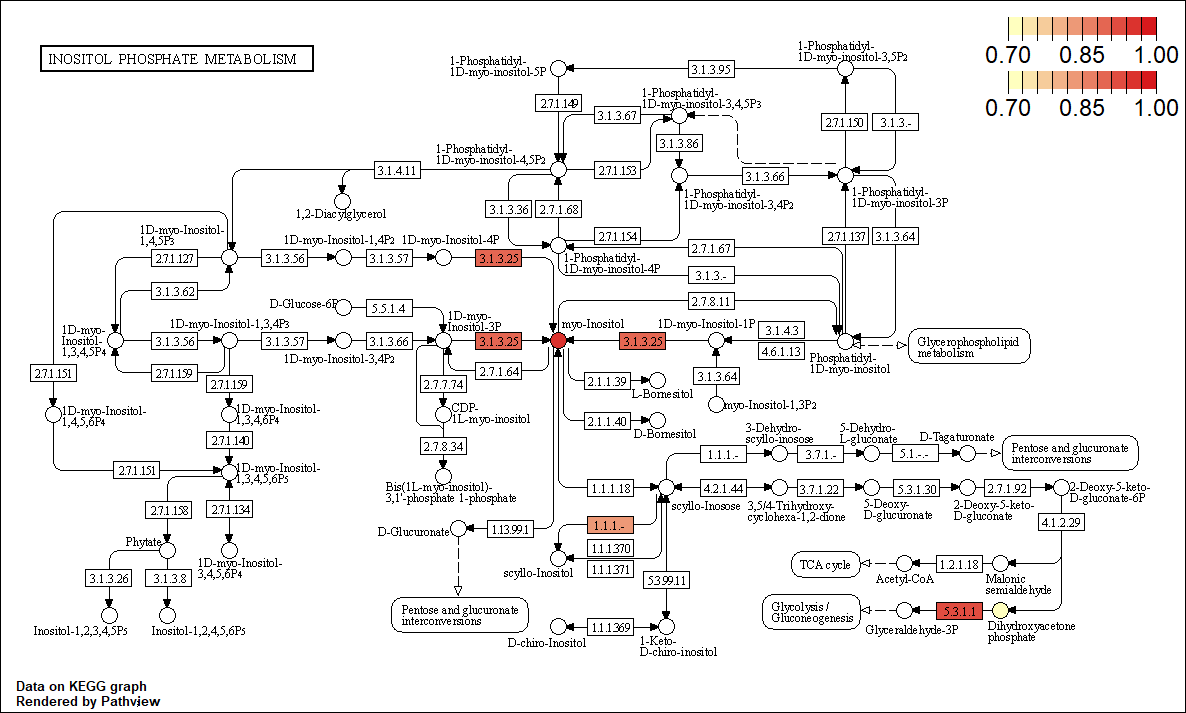 INOSITOL PHOSPHATE METABOLISM
0.70 0.85 1.00
0.70 0.85 1.00
1-Phosphatidyl-
1D-myo-inositol-5P
3.1.3.95
1-Phosphatidyl-
1D-myo-inositol-3,5P2
2.7.1.149
1-Phosphatidyl-
1D-myo-inositol-3,4,5P3
3.1.3.67
2.7.1.150
3.1.3.-
3.1.3.86
1-Phosphatidyl-
1D-myo-inositol-4,5P2
3.1.4.11
2.7.1.153
3.1.3.66
1-Phosphatidyl-
1D-myo-inositol-3P
1-Phosphatidyl-
1D-myo-inositol-3,4P2
1,2-Diacylglycerol
3.1.3.36
2.7.1.68
2.7.1.154
2.7.1.137
3.1.3.64
1D-myo-Inositol-
1,4,5P3
1D-myo-Inositol-1,4P2
1D-myo-Inositol-4P
2.7.1.67
2.7.1.127
3.1.3.56
3.1.3.57
3.1.3.25
1-Phosphatidyl-
1D-myo-inositol-4P
3.1.3.-
3.1.3.62
D-Glucose-6P
5.5.1.4
2.7.8.11
1D-myo-
Inositol-
1,3,4,5P4
1D-myo-Inositol-1,3,4P3
1D-myo-
Inositol-3P
myo-Inositol
1D-myo-Inositol-1P
3.1.4.3
3.1.3.56
3.1.3.57
3.1.3.66
3.1.3.25
3.1.3.25
4.6.1.13
Glycerophospholipid
metabolism
1D-myo-Inositol-3,4P2
Phosphatidyl-
1D-myo-inositol
2.7.1.151
2.7.1.159
2.7.1.159
2.7.1.64
2.7.7.74
2.1.1.39
L-Bornesitol
3.1.3.64
1D-myo-Inositol-
1,4,5,6P4
1D-myo-Inositol-
1,3,4,6P4
CDP-
1L-myo-inositol
myo-Inositol-1,3P2
2.1.1.40
D-Bornesitol
2.7.1.140
2.7.8.34
3-Dehydro-
scyllo-inosose
5-Dehydro-
L-gluconate
D-Tagaturonate
1.1.1.-
3.7.1.-
5.1.-.-
Pentose and glucuronate
interconversions
2.7.1.151
1D-myo-Inositol-
1,3,4,5,6P5
Bis(1L-myo-inositol)-
3,1'-phosphate 1-phosphate
1.1.1.18
4.2.1.44
3.7.1.22
5.3.1.30
2.7.1.92
2-Deoxy-5-keto-
D-gluconate-6P
scyllo-Inosose
3,5/4-Trihydroxy-
cyclohexa-1,2-dione
5-Deoxy-
D-glucuronate
2-Deoxy-5-keto-
D-gluconate
2.7.1.158
2.7.1.134
D-Glucuronate
1.13.99.1
1.1.1.-
4.1.2.29
Phytate
1.1.1.370
1.1.1.371
1D-myo-Inositol-
3,4,5,6P4
scyllo-Inositol
3.1.3.26
3.1.3.8
5.3.99.11
TCA cycle
Acetyl-CoA
1.2.1.18
Malonic
semialdehyde
Pentose and glucuronate
interconversions
Glycolysis /
Gluconeogenesis
Glyceraldehyde-3P
5.3.1.1
Dihydroxyacetone
phosphate
Inositol-1,2,3,4,5P5
Inositol-1,2,4,5,6P5
D-chiro-Inositol
1.1.1.369
1-Keto-
D-chiro-inositol
Data on KEGG graph
Rendered by Pathview